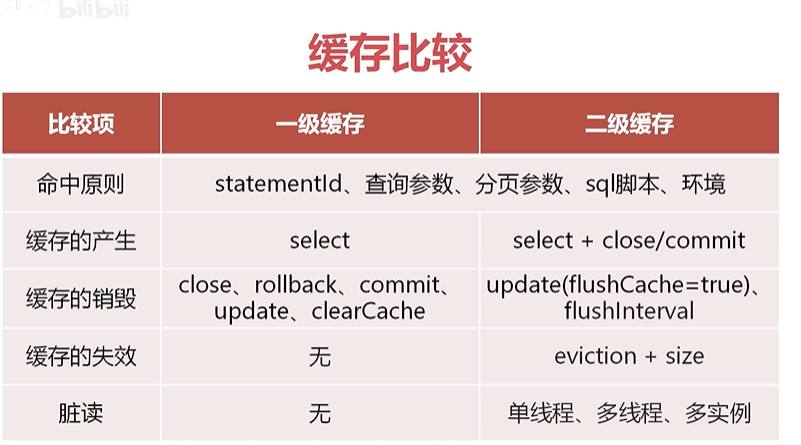 bilibili
缓存比较
比较项 一级缓存 二级缓存
命中原则 statementId、查询参数、分页参数、sql脚本、环境
缓存的产生 select select + close/commit
缓存的销毁 close、rollback、commit、 update(flushCache=true)、
update、clearCache flushInterval
缓存的失效 无 eviction + size
脏读 无 单线程、多线程、多实例